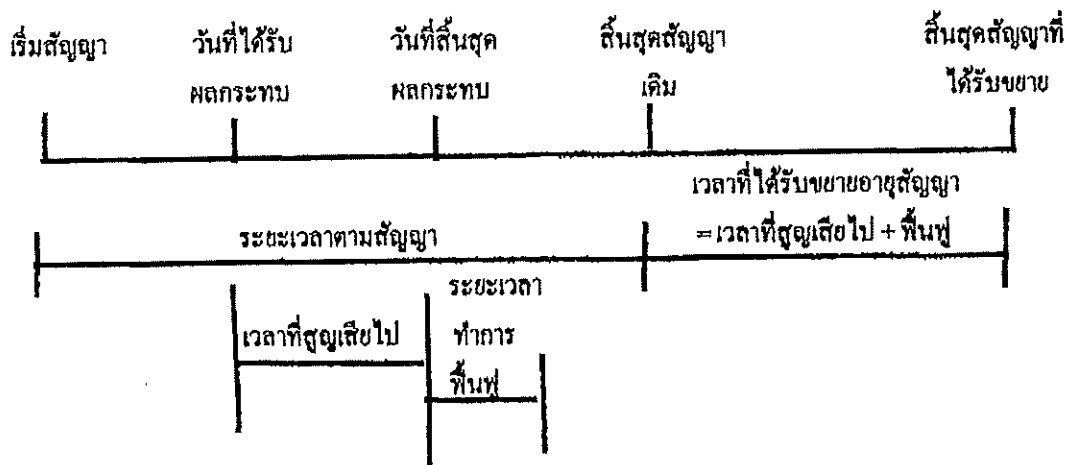 เริ่มสัญญา
วันที่ได้รับ
ผลกระทบ
วันที่สิ้นสุด
ผลกระทบ
สิ้นสุดสัญญา
เดิม
สิ้นสุดสัญญาที่
ได้รับขยาย
เวลาที่ได้รับขยายอายุสัญญา
=เวลาที่สูญเสียไป + ฟื้นฟู
ระยะเวลาตามสัญญา
เวลาที่สูญเสียไป
ระยะเวลา
ทำการ
ฟื้นฟู